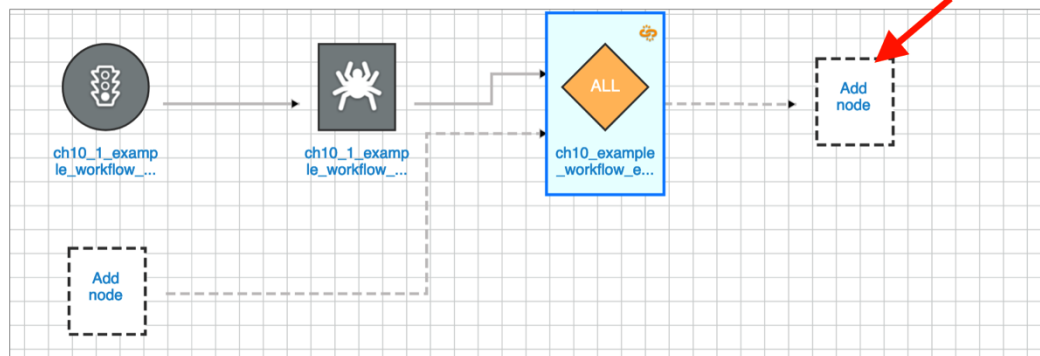 ALL
Add
node
ch10_1_examp
le_workflow_...
ch10_1_examp
le_workflow_...
ch10_example
_workflow_e...
Add
node